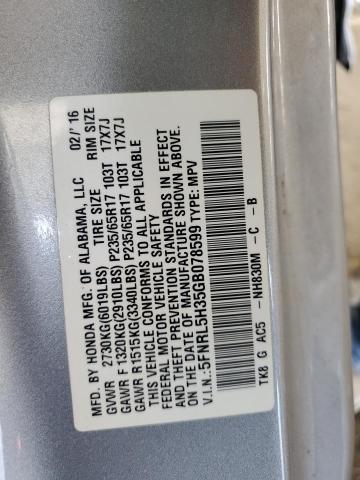 MFD. BY HONDA MFG. OF ALABAMA, LLC 02/'16
TIRE SIZE RIM SIZE
GVWR 2730KG(6019LBS)
GAWR F 1320KG(2910LBS) P235/65R17 103T 17X7J
GAWR R1515KG(3340LBS) P235/65R17 103T 17X7J
THIS VEHICLE CONFORMS TO ALL APPLICABLE
FEDERAL MOTOR VEHICLE SAFETY
AND THEFT PREVENTION STANDARDS IN EFFECT
ON THE DATE OF MANUFACTURE SHOWN ABOVE.
V.I.N.:5FNRL5H35GB078599 TYPE: MPV
TK8 G AC5 -NH830M -C -B